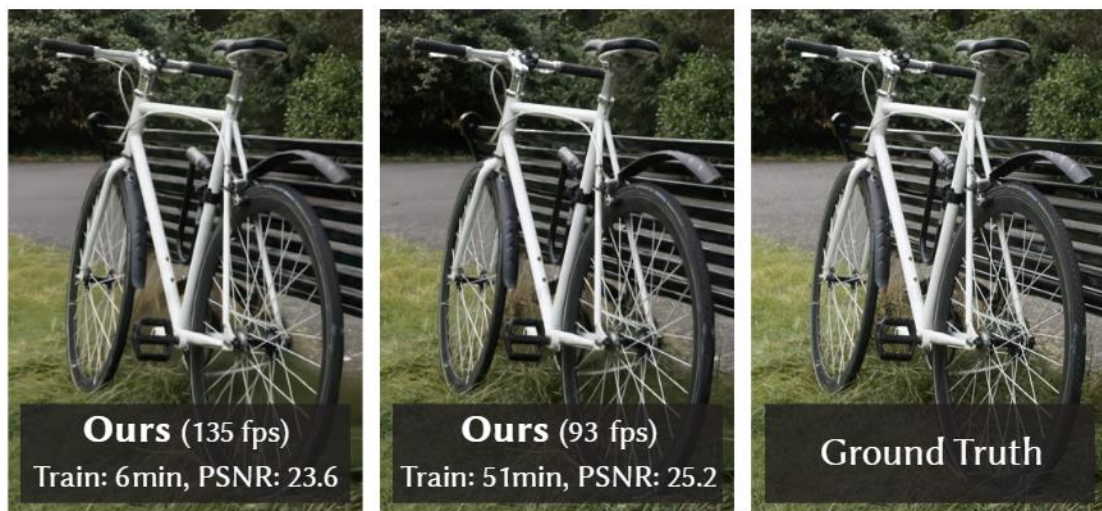 Ours (135 fps)
Train: 6min, PSNR: 23.6
Ours (93 fps)
Train: 51min, PSNR: 25.2
Ground Truth